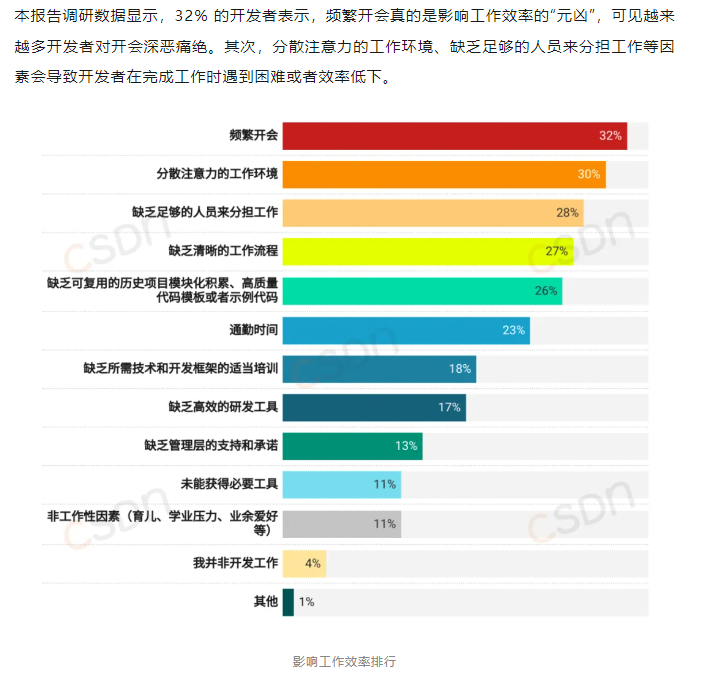 本报告调研数据显示，32% 的开发者表示，频繁开会真的是影响工作效率的“元凶”，可见越来
越多开发者对开会深恶痛绝。其次，分散注意力的工作环境、缺乏足够的人员来分担工作等因
素会导致开发者在完成工作时遇到困难或者效率低下。
频繁开会 32%
分散注意力的工作环境 30%
缺乏足够的人员来分担工作 28%
缺乏清晰的工作流程 27%
缺乏可复用的历史项目模块化积累、高质量
代码模板或者示例代码 26%
通勤时间 23%
缺乏所需技术和开发框架的适当培训 18%
缺乏高效的研发工具 17%
缺乏管理层的支持和承诺 13%
未能获得必要工具 11%
非工作性因素（育儿、学业压力、业余爱好
等） 11%
我并非开发工作 4%
其他 1%
CSDN
CSDN
CSDN
CSDN
CSDN
影响工作效率排行